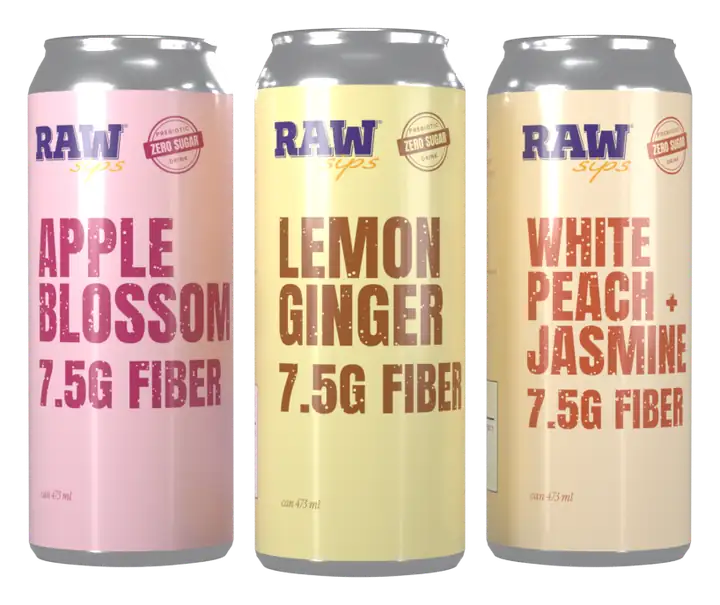 RAW®
sips
PREBIOTIC
ZERO SUGAR
DRINK
APPLE
BLOSSOM
7.5G FIBER
can 473 ml
RAW®
sips
PREBIOTIC
ZERO SUGAR
DRINK
LEMON
GINGER
7.5G FIBER
can 473 ml
RAW®
sips
PREBIOTIC
ZERO SUGAR
DRINK
WHITE
PEACH +
JASMINE
7.5G FIBER
can 473 ml